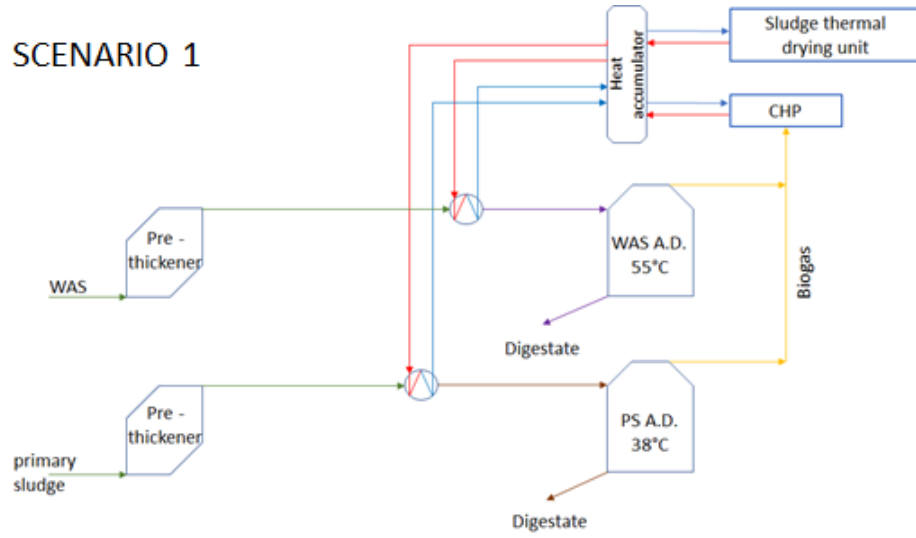 SCENARIO 1
Heat
accumulator
Sludge thermal
drying unit
CHP
Pre -
thickener
WAS
WAS A.D.
55°C
Digestate
Biogas
Pre -
thickener
primary
sludge
PS A.D.
38°C
Digestate